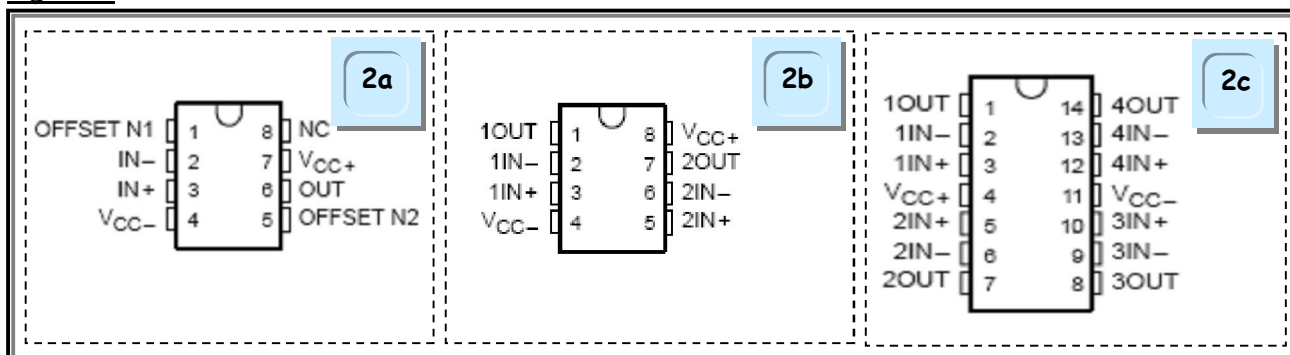 2a
OFFSET N1 1 8 NC
IN− 2 7 VCC+
IN+ 3 6 OUT
VCC− 4 5 OFFSET N2
2b
1OUT 1 8 VCC+
1IN− 2 7 2OUT
1IN+ 3 6 2IN−
VCC− 4 5 2IN+
2c
1OUT 1 14 4OUT
1IN− 2 13 4IN−
1IN+ 3 12 4IN+
VCC+ 4 11 VCC−
2IN+ 5 10 3IN+
2IN− 6 9 3IN−
2OUT 7 8 3OUT